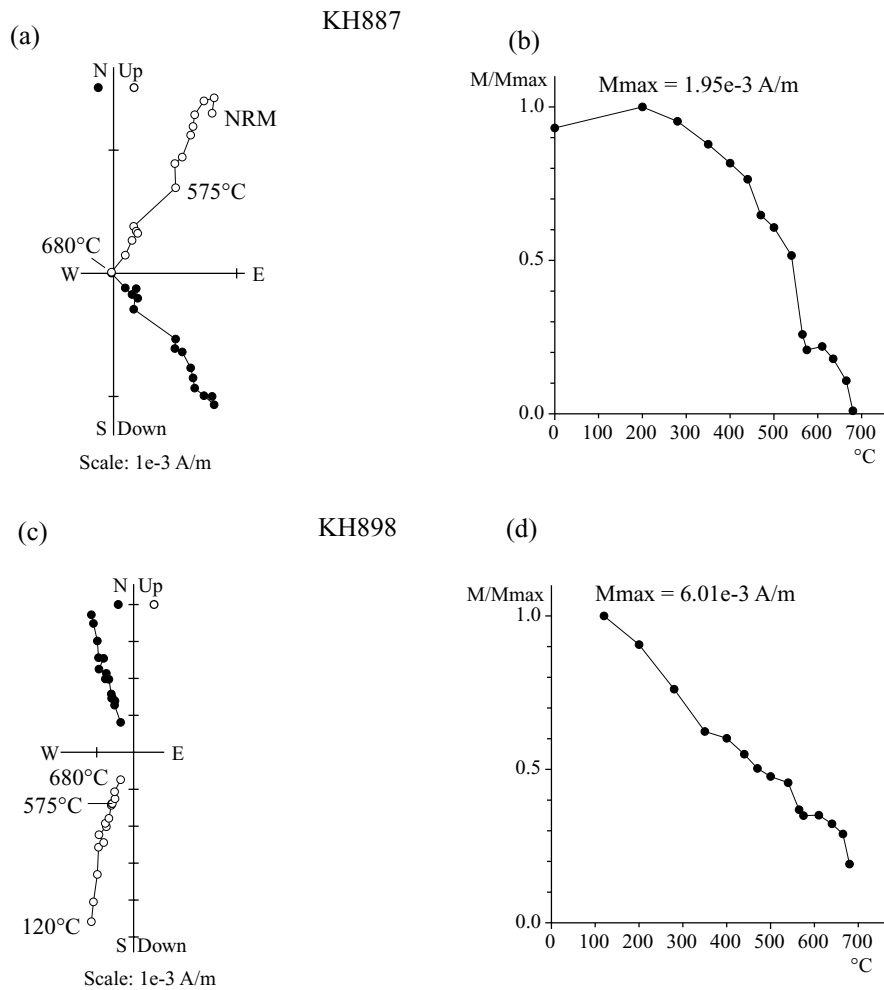 KH887
(a)
N Up
NRM
575°C
680°C
W E
S Down
Scale: 1e-3 A/m
(b)
M/Mmax
Mmax = 1.95e-3 A/m
1.0
0.5
0.0
0 100 200 300 400 500 600 700
°C
KH898
(c)
N Up
W E
680°C
575°C
120°C
S Down
Scale: 1e-3 A/m
(d)
M/Mmax
Mmax = 6.01e-3 A/m
1.0
0.5
0.0
0 100 200 300 400 500 600 700
°C